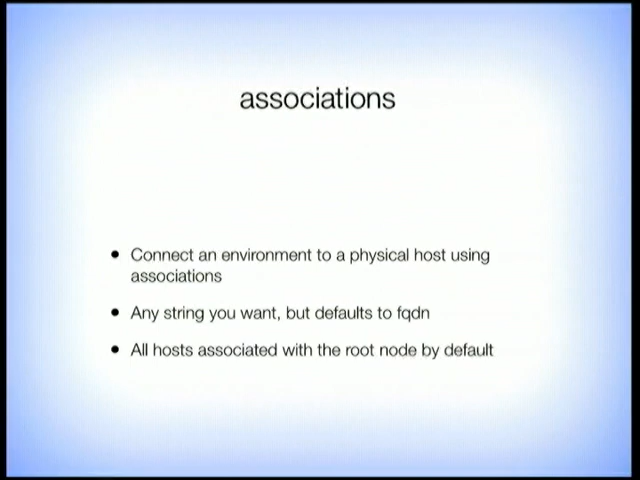 associations
• Connect an environment to a physical host using
associations
• Any string you want, but defaults to fqdn
• All hosts associated with the root node by default